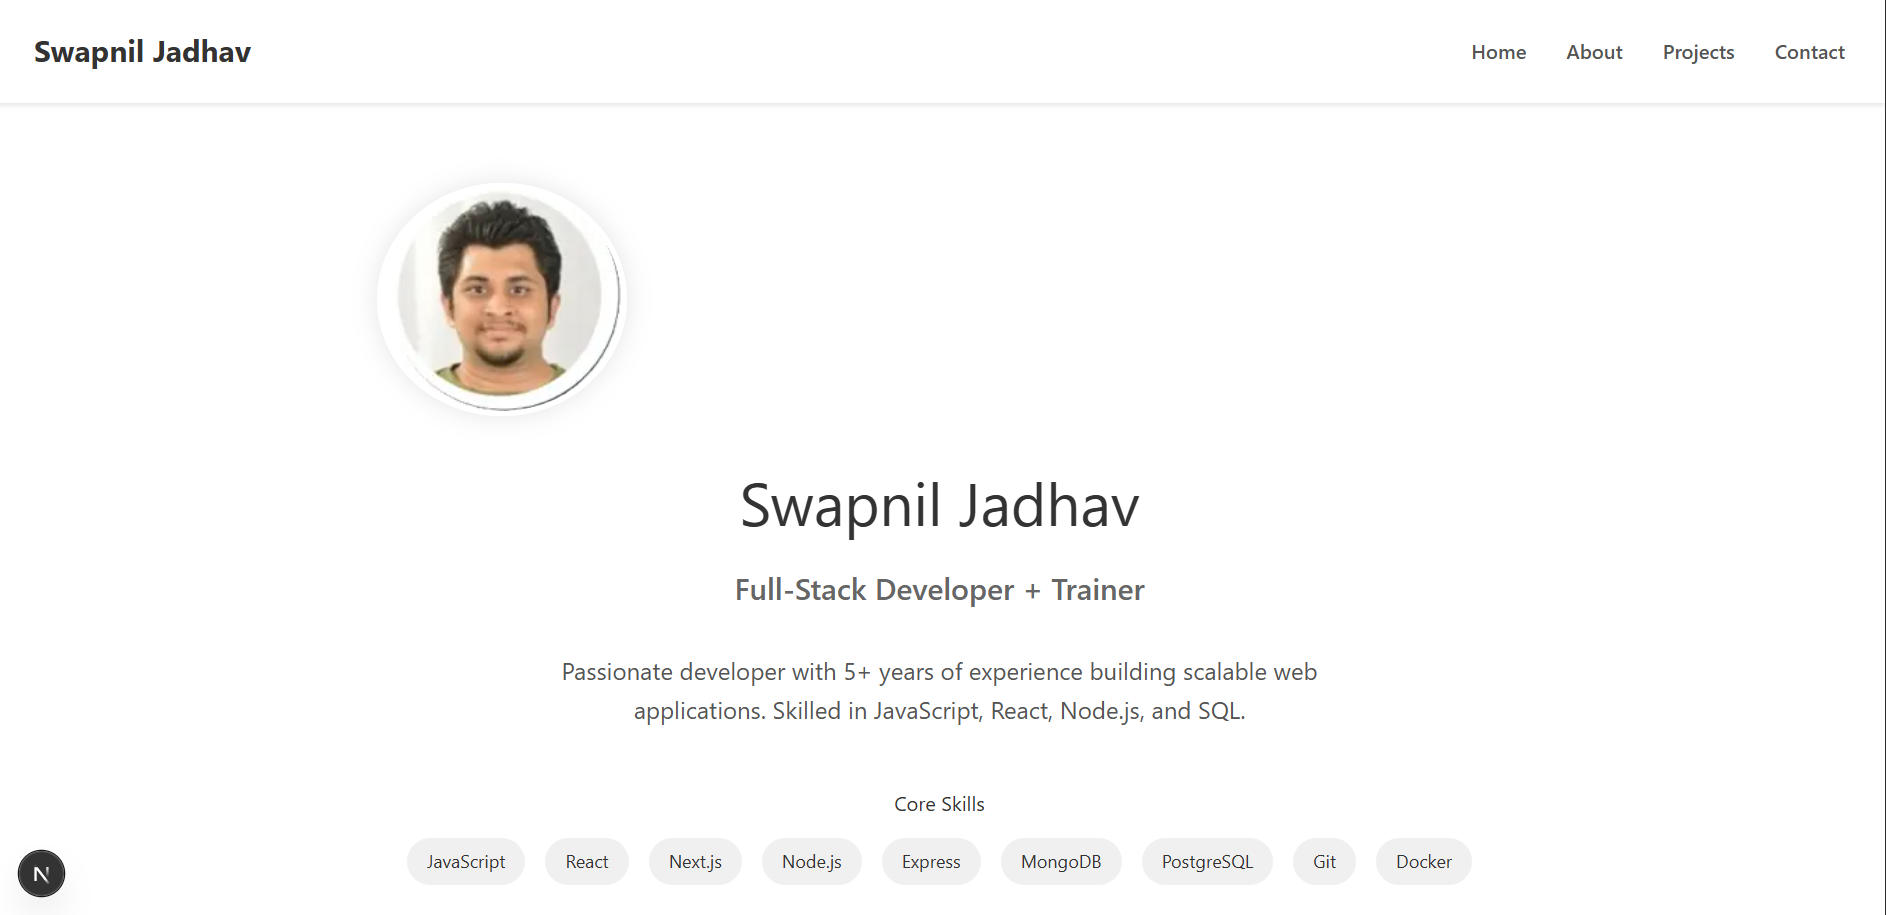 Swapnil Jadhav
Home About Projects Contact
Swapnil Jadhav
Full-Stack Developer + Trainer
Passionate developer with 5+ years of experience building scalable web
applications. Skilled in JavaScript, React, Node.js, and SQL.
Core Skills
JavaScript React Next.js Node.js Express MongoDB PostgreSQL Git Docker
N